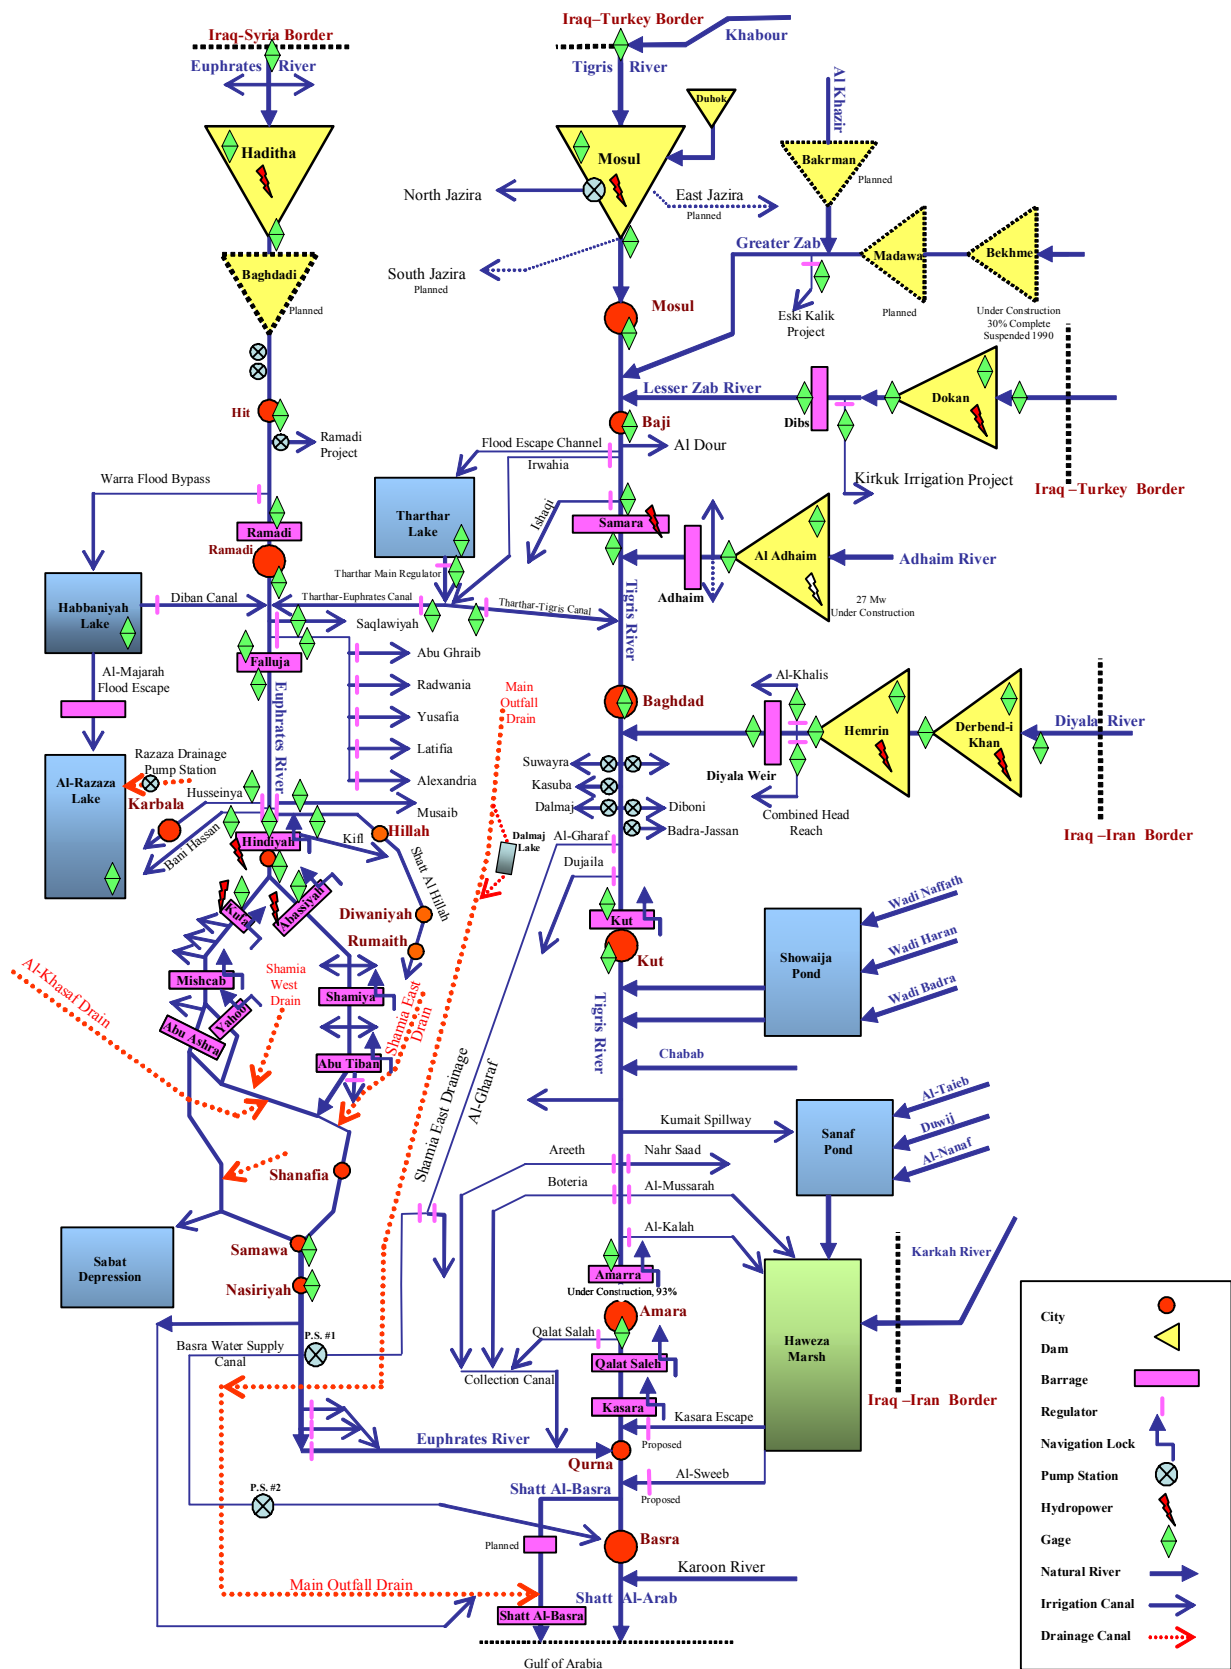 Iraq–Turkey Border
Khabour
Iraq-Syria Border
Euphrates River
Tigris River
Al Khazir
Duhok
Haditha
Mosul
Bakrman
Planned
North Jazira
East Jazira
Planned
Greater Zab
Madawa
Bekhme
Baghdadi
Planned
South Jazira
Planned
Planned
Under Construction
30% Complete
Suspended 1990
Mosul
Eski Kalik
Project
Lesser Zab River
Dokan
Hit
Baji
Dibs
Ramadi
Project
Flood Escape Channel
Al Dour
Irwahia
Warra Flood Bypass
Kirkuk Irrigation Project
Iraq –Turkey Border
Ishaqi
Tharthar
Lake
Samara
Ramadi
Ramadi
Al Adhaim
Adhaim River
Tharthar Main Regulator
Adhaim
27 Mw
Under Construction
Habbaniyah
Lake
Diban Canal
Tharthar-Euphrates Canal
Tharthar-Tigris Canal
Saqlawiyah
Tigris River
Falluja
Abu Ghraib
Al-Majarah
Flood Escape
Radwania
Main
Outfall
Drain
Al-Khalis
Euphrates River
Baghdad
Yusafia
Hemrin
Derbend-i
Khan
Diyala River
Latifia
Razaza Drainage
Pump Station
Suwayra
Diyala Weir
Al-Razaza
Lake
Alexandria
Kasuba
Husseinya
Karbala
Musaib
Dalmaj
Diboni
Combined Head
Reach
Iraq –Iran Border
Bani Hassan
Hindiyah
Kifl
Hillah
Dalmaj
Lake
Al-Gharaf
Badra-Jassan
Dujaila
Shatt Al Hillah
Kufa
Abassiyah
Diwaniyah
Kut
Wadi Naffath
Rumaith
Kut
Showaija
Pond
Wadi Haran
Al-Khasaf Drain
Shamia
West
Drain
Mishcab
Shamiya
Wadi Badra
Yahoh
Abu Ashra
Shamia East
Drain
Tigris River
Abu Tiban
Chabab
Shamia East Drainage
Al-Gharaf
Kumait Spillway
Sanaf
Pond
Al-Taieb
Duwij
Al-Nanaf
Areeth
Nahr Saad
Shanafia
Boteria
Al-Mussarah
Al-Kalah
Samawa
Sabat
Depression
Karkah River
Amarra
Under Construction, 93%
Nasiriyah
Amara
P.S. #1
Qalat Salah
Basra Water Supply
Canal
Haweza
Marsh
Qalat Saleh
Collection Canal
Iraq –Iran Border
Kasara
Kasara Escape
Proposed
Euphrates River
Qurna
Al-Sweeb
Proposed
P.S. #2
Shatt Al-Basra
Basra
Planned
Karoon River
Main Outfall Drain
Shatt Al-Arab
Shatt Al-Basra
Gulf of Arabia
City
Dam
Barrage
Regulator
Navigation Lock
Pump Station
Hydropower
Gage
Natural River
Irrigation Canal
Drainage Canal